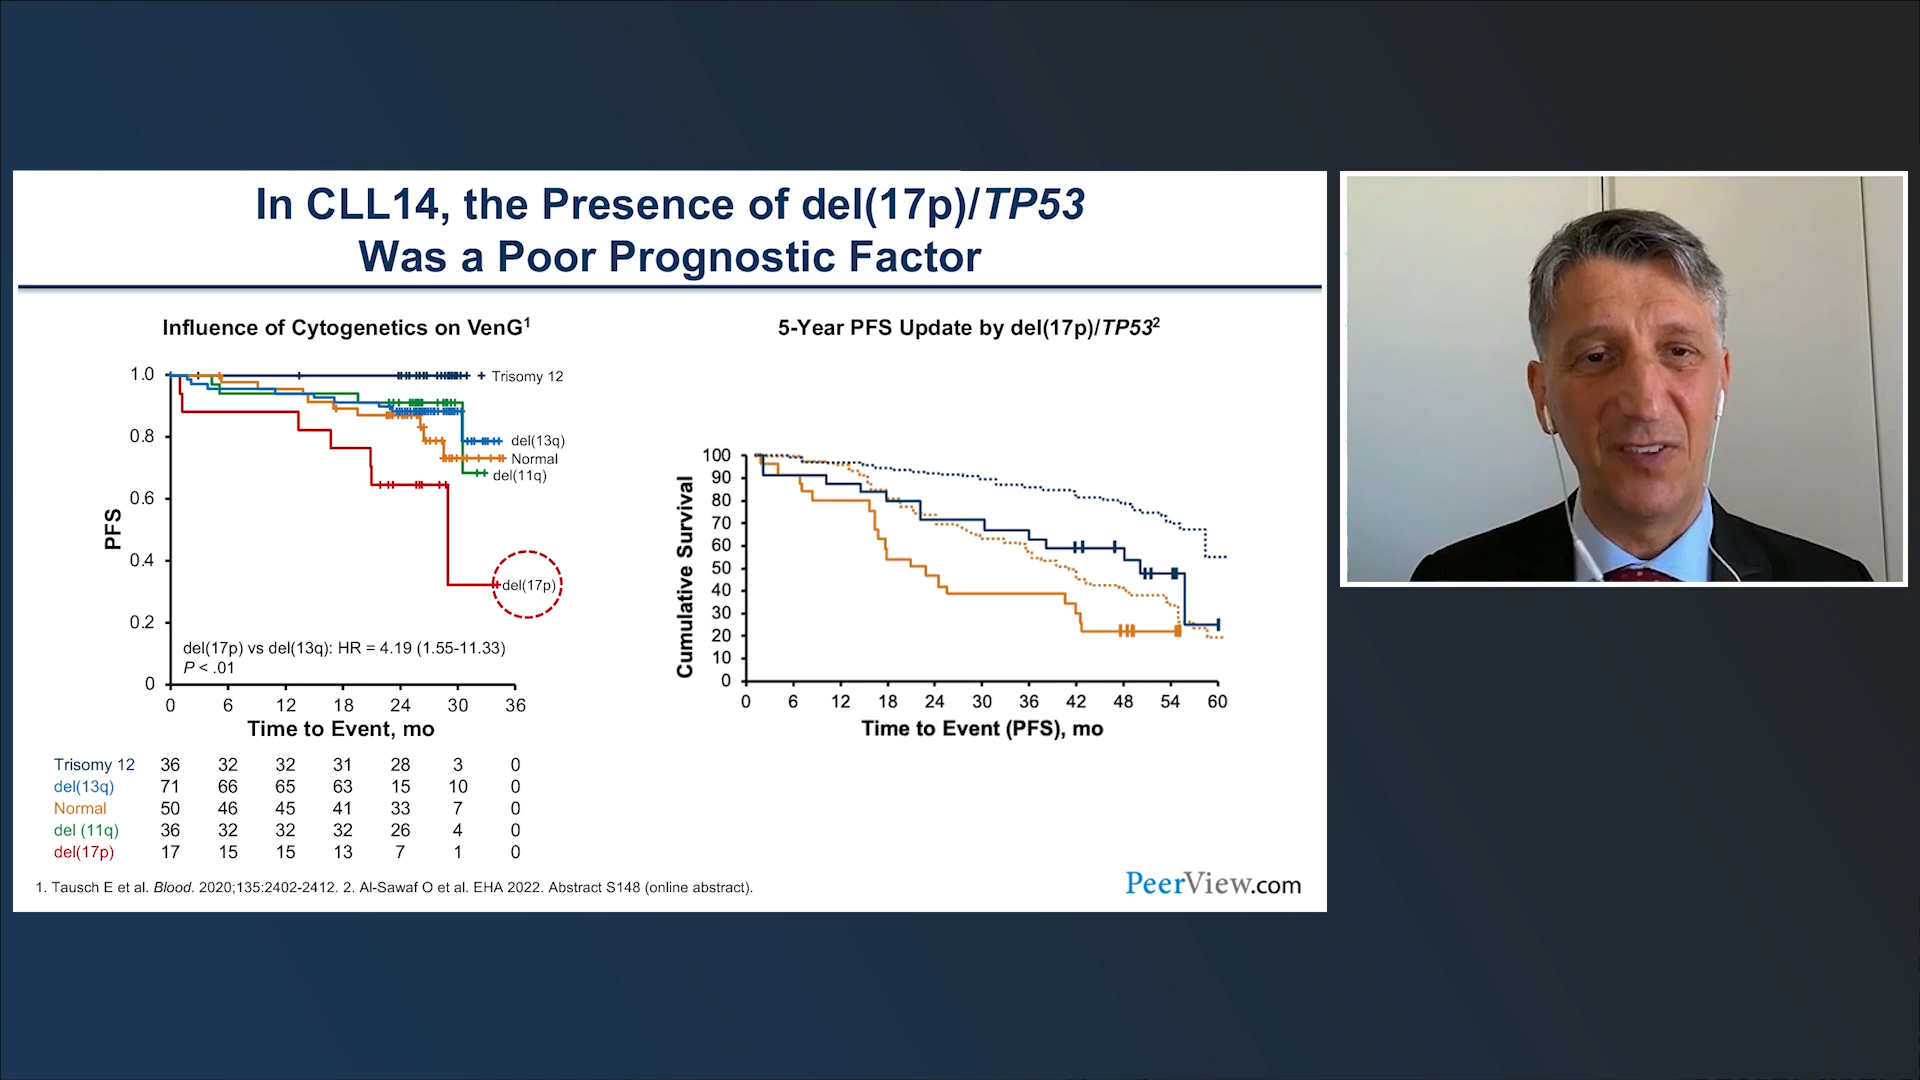 In CLL14, the Presence of del(17p)/TP53
Was a Poor Prognostic Factor
Influence of Cytogenetics on VenG1
PFS
1.0
0.8
0.6
0.4
0.2
0
Trisomy 12
del(13q)
Normal
del(11q)
del(17p)
del(17p) vs del(13q): HR = 4.19 (1.55-11.33)
P < .01
0 6 12 18 24 30 36
Time to Event, mo
Trisomy 12 36 32 32 31 28 3 0
del(13q) 71 66 65 63 15 10 0
Normal 50 46 45 41 33 7 0
del (11q) 36 32 32 32 26 4 0
del(17p) 17 15 15 13 7 1 0
5-Year PFS Update by del(17p)/TP532
Cumulative Survival
100
90
80
70
60
50
40
30
20
10
0
0 6 12 18 24 30 36 42 48 54 60
Time to Event (PFS), mo
1. Tausch E et al. Blood. 2020;135:2402-2412. 2. Al-Sawaf O et al. EHA 2022. Abstract S148 (online abstract).
PeerView.com